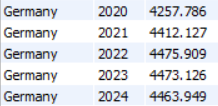 Germany 2020 4257.786
Germany 2021 4412.127
Germany 2022 4475.909
Germany 2023 4473.126
Germany 2024 4463.949